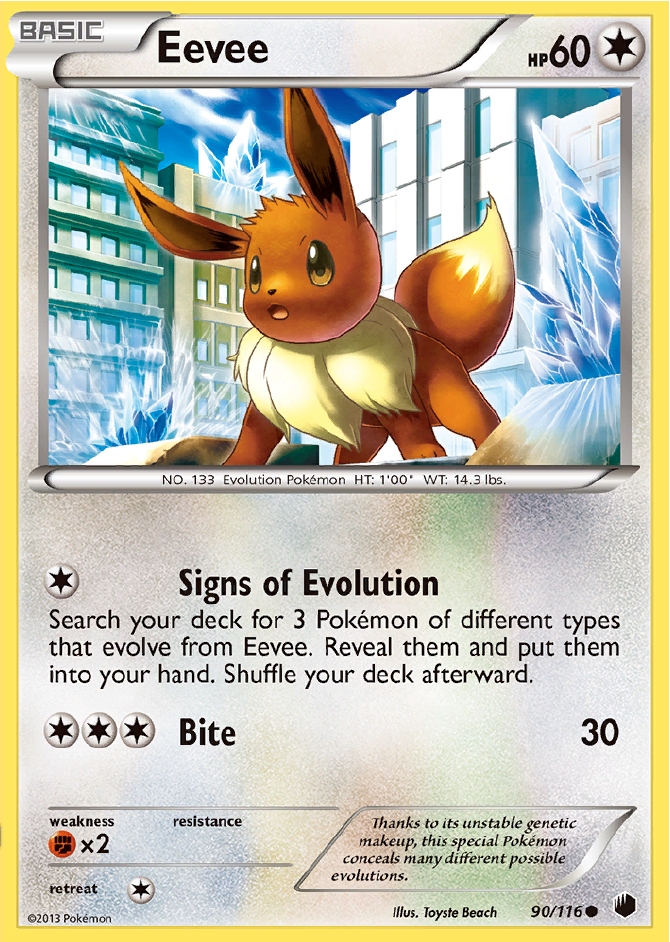 BASIC
Eevee
HP60
NO. 133 Evolution Pokémon HT: 1'00" WT: 14.3 lbs.
Signs of Evolution
Search your deck for 3 Pokémon of different types
that evolve from Eevee. Reveal them and put them
into your hand. Shuffle your deck afterward.
Bite 30
weakness resistance
×2
Thanks to its unstable genetic
makeup, this special Pokémon
conceals many different possible
evolutions.
retreat
©2013 Pokémon
Illus. Toyste Beach 90/116